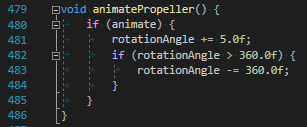 479 void animatePropeller() {
480 if (animate) {
481 rotationAngle += 5.0f;
482 if (rotationAngle > 360.0f) {
483 rotationAngle -= 360.0f;
484 }
485 }
486 }